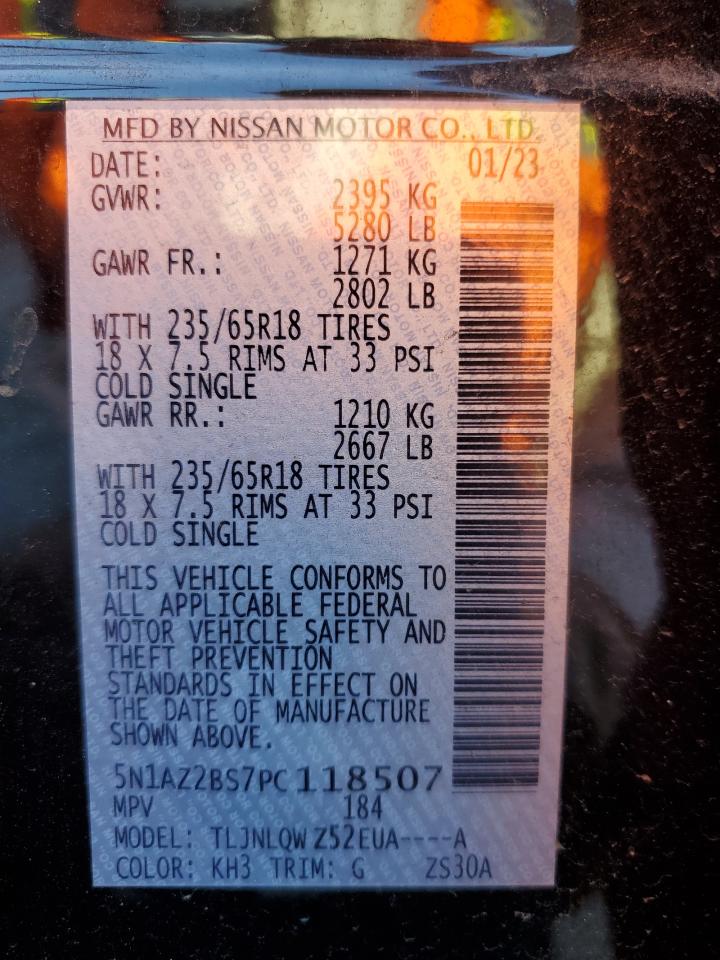 MFD BY NISSAN MOTOR CO., LTD
DATE: 01/23
GVWR: 2395 KG
5280 LB
GAWR FR.: 1271 KG
2802 LB
WITH 235/65R18 TIRES
18 X 7.5 RIMS AT 33 PSI
COLD SINGLE
GAWR RR.: 1210 KG
2667 LB
WITH 235/65R18 TIRES
18 X 7.5 RIMS AT 33 PSI
COLD SINGLE
THIS VEHICLE CONFORMS TO
ALL APPLICABLE FEDERAL
MOTOR VEHICLE SAFETY AND
THEFT PREVENTION
STANDARDS IN EFFECT ON
THE DATE OF MANUFACTURE
SHOWN ABOVE.
5N1AZ2BS7PC118507
MPV 184
MODEL: TLJNLQWZ52EUA----A
COLOR: KH3 TRIM: G ZS30A